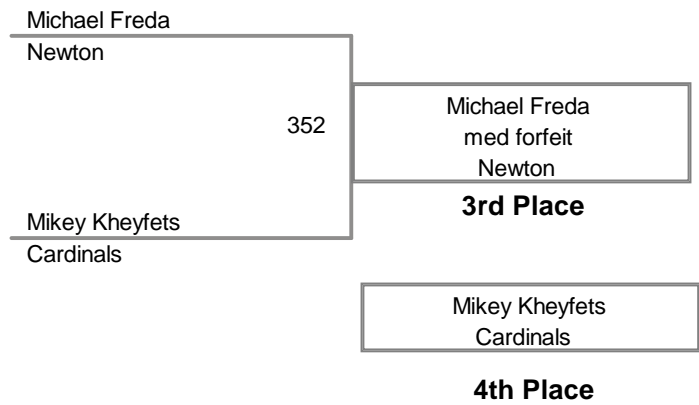 Michael Freda
Newton
352
Michael Freda
med forfeit
Newton
3rd Place
Mikey Kheyfets
Cardinals
Mikey Kheyfets
Cardinals
4th Place